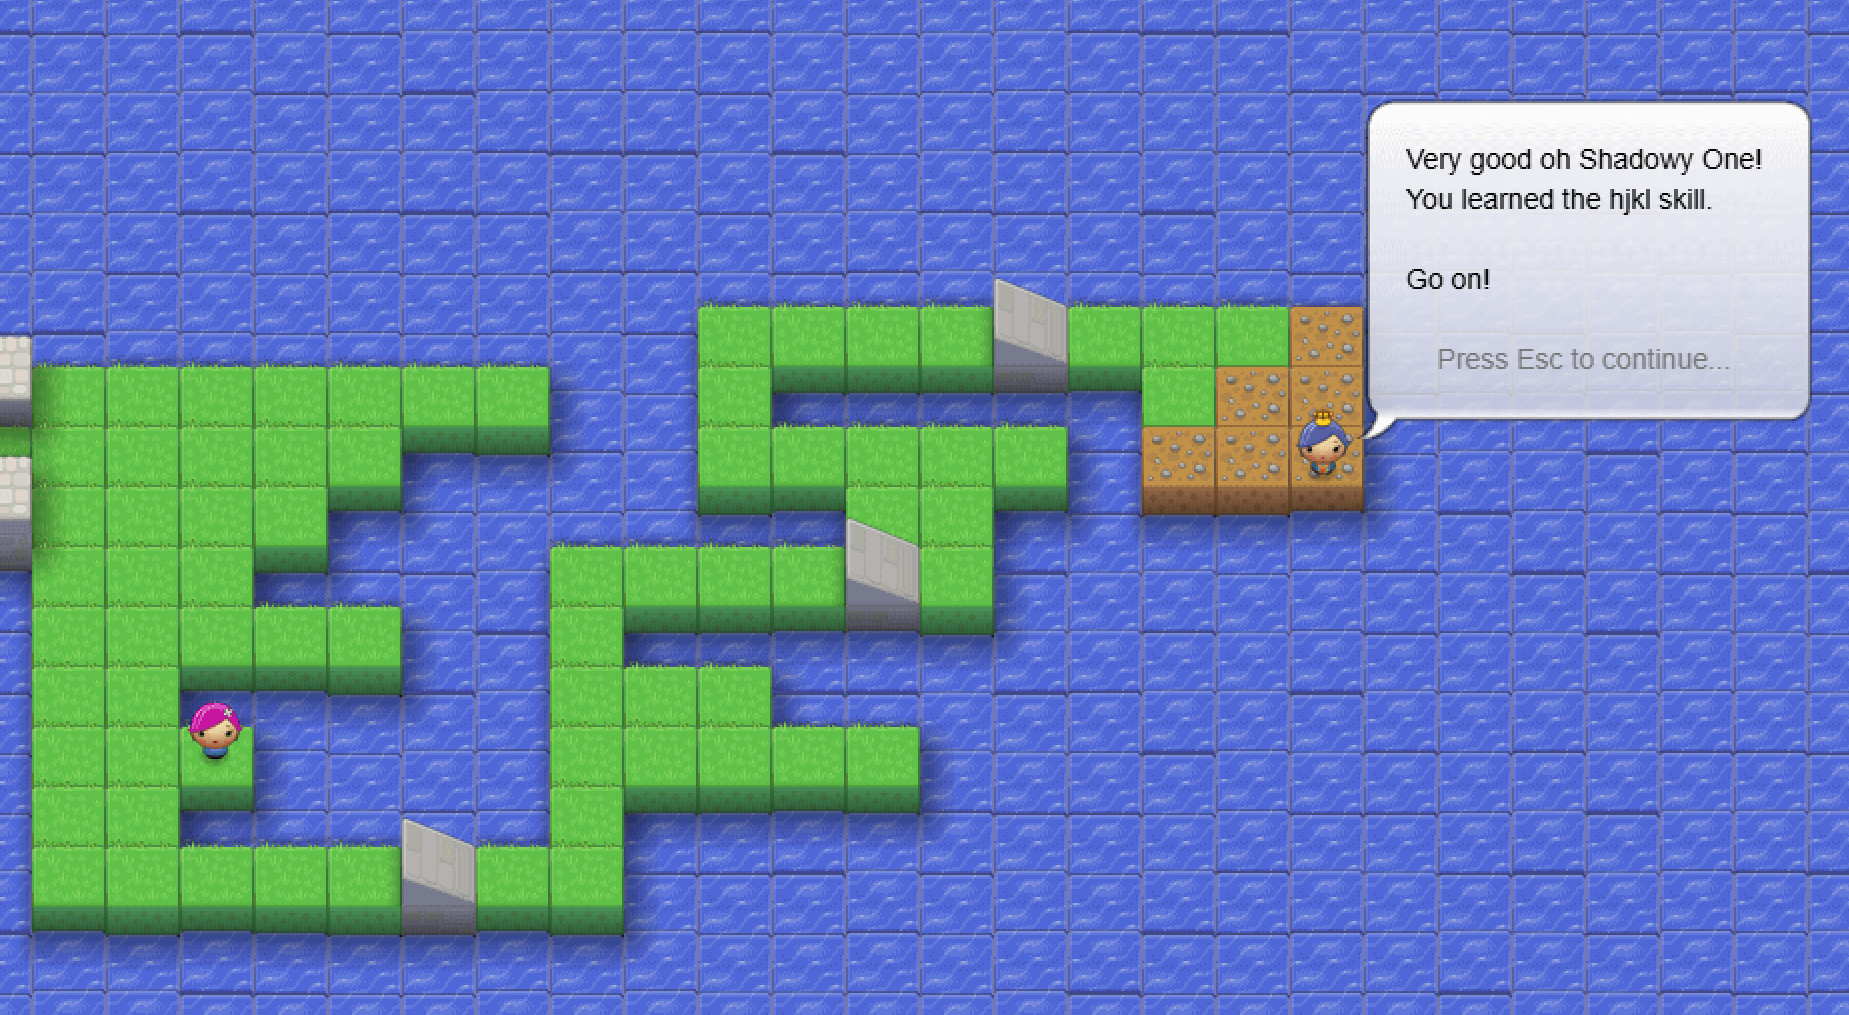 Very good oh Shadowy One!
You learned the hjkl skill.
Go on!
Press Esc to continue...